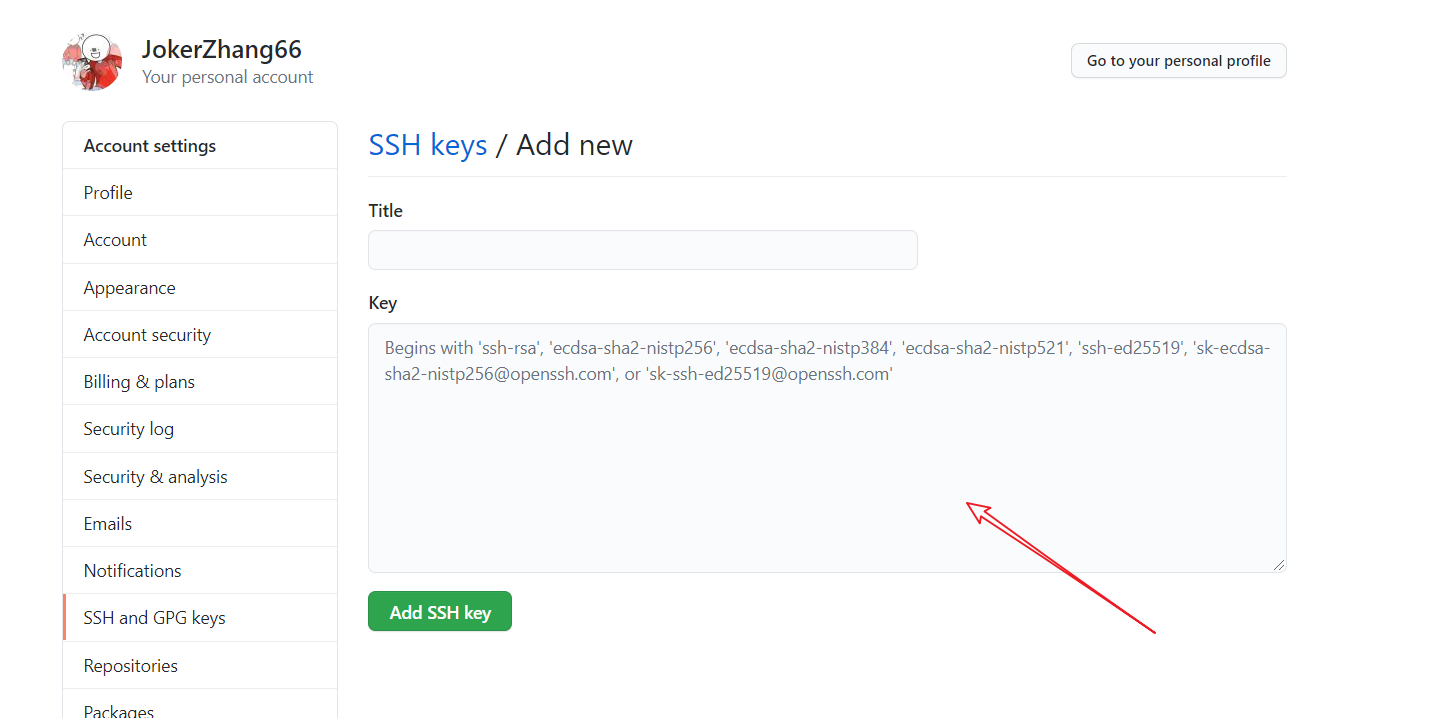 JokerZhang66
Your personal account
Go to your personal profile
Account settings
Profile
Account
Appearance
Account security
Billing & plans
Security log
Security & analysis
Emails
Notifications
SSH and GPG keys
Repositories
Packages
SSH keys / Add new
Title
Key
Begins with 'ssh-rsa', 'ecdsa-sha2-nistp256', 'ecdsa-sha2-nistp384', 'ecdsa-sha2-nistp521', 'ssh-ed25519', 'sk-ecdsa-
sha2-nistp256@openssh.com', or 'sk-ssh-ed25519@openssh.com'
Add SSH key